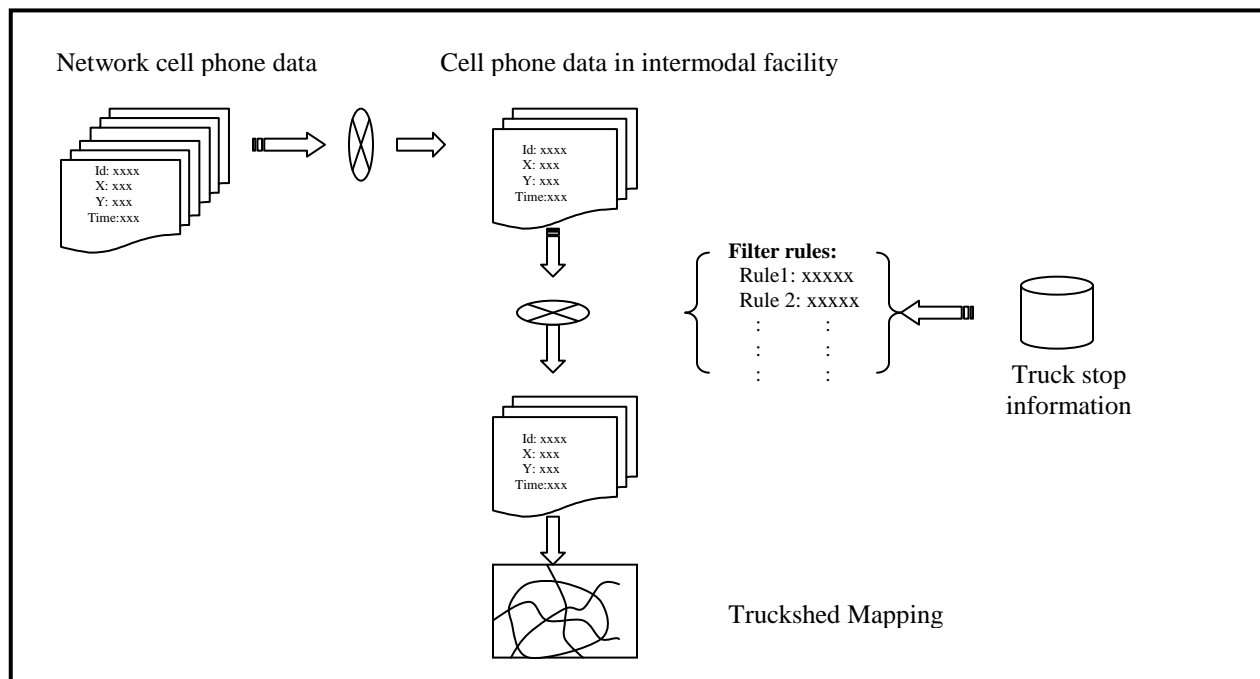 Network cell phone data
Cell phone data in intermodal facility
Id: xxxx
X: xxx
Y: xxx
Time:xxx
Id: xxxx
X: xxx
Y: xxx
Time:xxx
Filter rules:
Rule1: xxxxx
Rule 2: xxxxx
: :
: :
: :
Truck stop
information
Id: xxxx
X: xxx
Y: xxx
Time:xxx
Truckshed Mapping